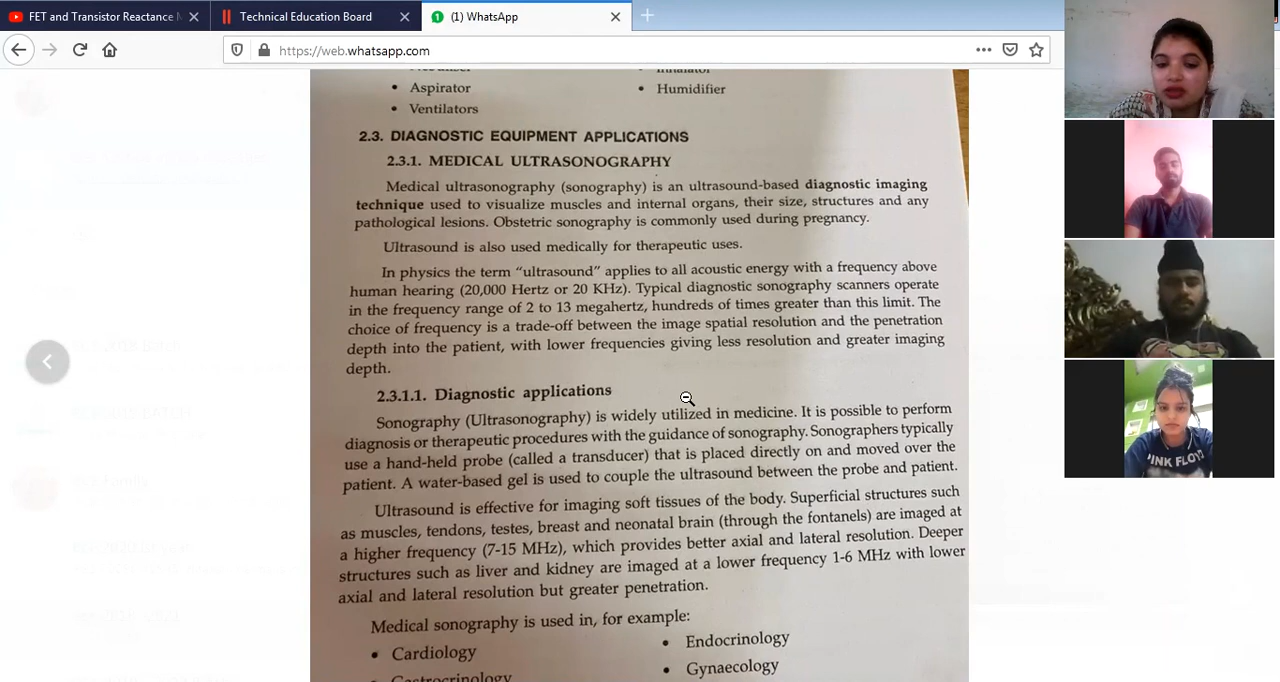 FET and Transistor Reactance
Technical Education Board
(1) WhatsApp
https://web.whatsapp.com
• Aspirator
• Humidifier
• Ventilators
2.3. DIAGNOSTIC EQUIPMENT APPLICATIONS
2.3.1. MEDICAL ULTRASONOGRAPHY
Medical ultrasonography (sonography) is an ultrasound-based diagnostic imaging
technique used to visualize muscles and internal organs, their size, structures and any
pathological lesions. Obstetric sonography is commonly used during pregnancy.
Ultrasound is also used medically for therapeutic uses.
In physics the term "ultrasound" applies to all acoustic energy with a frequency above
human hearing (20,000 Hertz or 20 KHz). Typical diagnostic sonography scanners operate
in the frequency range of 2 to 13 megahertz, hundreds of times greater than this limit. The
choice of frequency is a trade-off between the image spatial resolution and the penetration
depth into the patient, with lower frequencies giving less resolution and greater imaging
depth.
2.3.1.1. Diagnostic applications
Sonography (Ultrasonography) is widely utilized in medicine. It is possible to perform
diagnosis or therapeutic procedures with the guidance of sonography. Sonographers typically
use a hand-held probe (called a transducer) that is placed directly on and moved over the
patient. A water-based gel is used to couple the ultrasound between the probe and patient.
Ultrasound is effective for imaging soft tissues of the body. Superficial structures such
as muscles, tendons, testes, breast and neonatal brain (through the fontanels) are imaged at
a higher frequency (7-15 MHz), which provides better axial and lateral resolution. Deeper
structures such as liver and kidney are imaged at a lower frequency 1-6 MHz with lower
axial and lateral resolution but greater penetration.
Medical sonography is used in, for example:
• Cardiology
• Endocrinology
• Gynaecology
PINK FLOYD